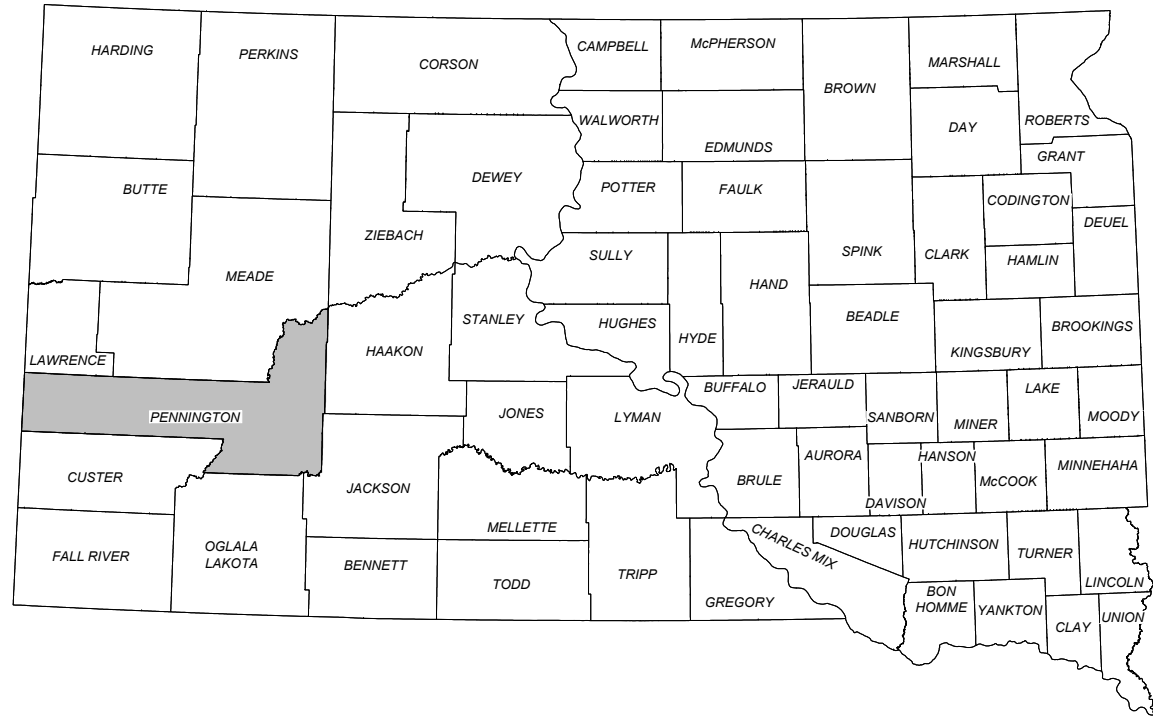 HARDING
PERKINS
CORSON
CAMPBELL
McPHERSON
BROWN
MARSHALL
ROBERTS
WALWORTH
EDMUNDS
DAY
GRANT
BUTTE
DEWEY
POTTER
FAULK
CODINGTON
DEUEL
ZIEBACH
MEADE
SULLY
SPINK
CLARK
HAMLIN
HAND
STANLEY
HUGHES
HYDE
BEADLE
BROOKINGS
LAWRENCE
HAAKON
KINGSBURY
BUFFALO
JERAULD
LAKE
PENNINGTON
JONES
LYMAN
SANBORN
MINER
MOODY
CUSTER
JACKSON
BRULE
AURORA
HANSON
McCOOK
MINNEHAHA
DAVISON
MELLETTE
CHARLES MIX
DOUGLAS
HUTCHINSON
TURNER
FALL RIVER
OGLALA
LAKOTA
BENNETT
TODD
TRIPP
GREGORY
BON
HOMME
YANKTON
CLAY
LINCOLN
UNION